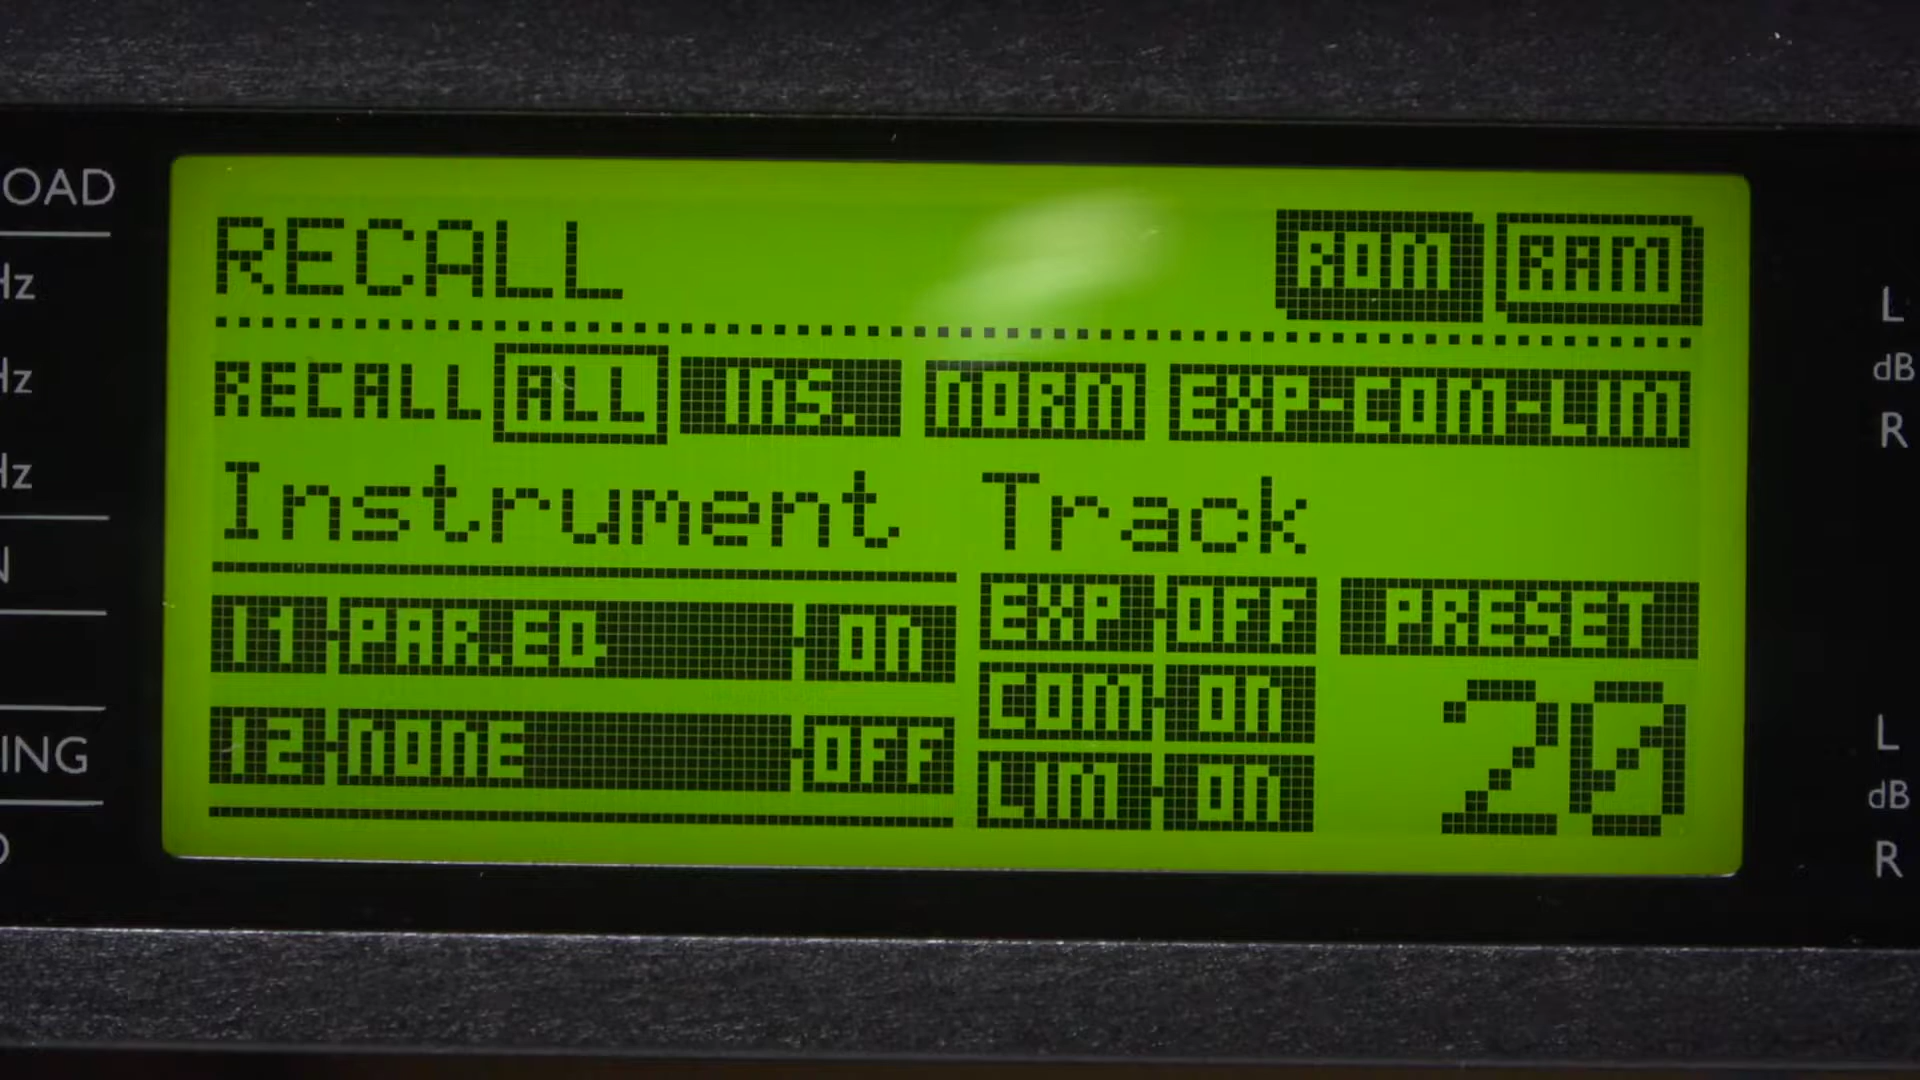 RECALL ROM RAM
RECALL ALL INS. NORM EXP-COM-LIM
Instrument Track
I1 PAR.EQ ON EXP OFF PRESET
I2 NONE OFF COM ON 20
LIM ON
OAD
Hz
Hz
Hz
N
ING
L
dB
R
L
dB
R